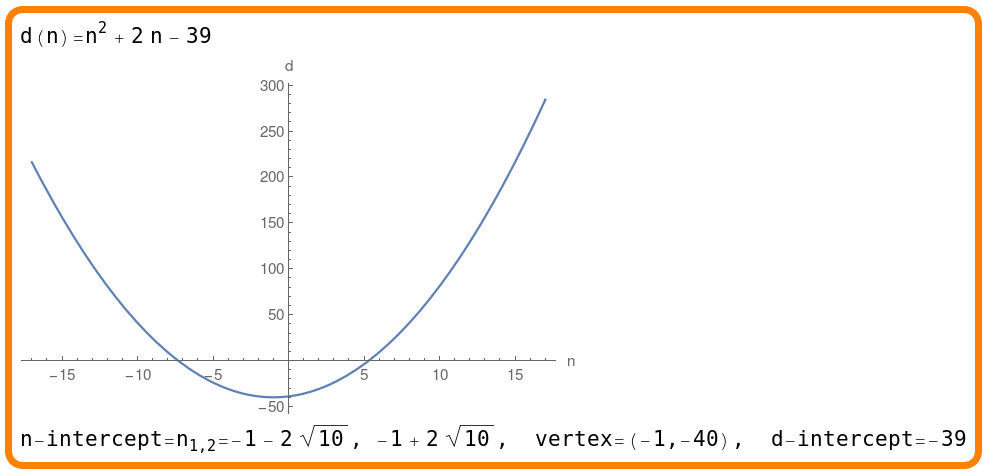 d(n)=n² + 2 n − 39
d
300
250
200
150
100
50
−15 −10 −5 5 10 15 n
−50
n−intercept=n₁,₂=−1 − 2 √10 , −1 + 2 √10 , vertex=(−1,−40), d−intercept=−39